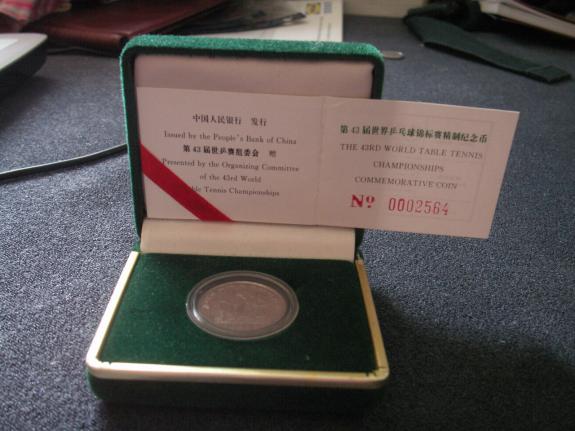 中国人民银行 发行
Issued by the People's Bank of China
第43届世乒赛组委会 赠
Presented by the Organizing Committee
of the 43rd World
Tennis Championships
第43届世界乒乓球锦标赛精制纪念币
THE 43RD WORLD TABLE TENNIS
CHAMPIONSHIPS
COMMEMORATIVE COIN
Nº 0002564